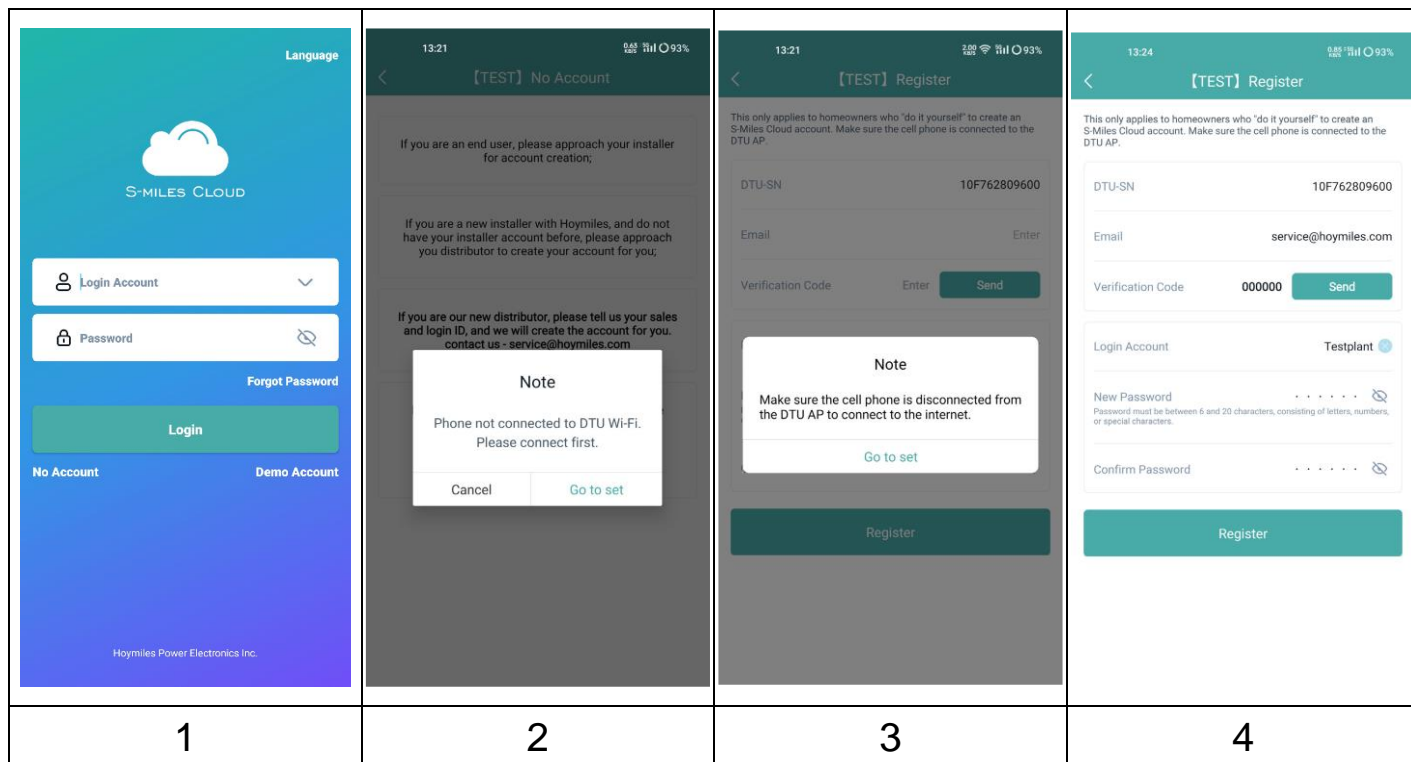 Language
S-MILES CLOUD
Login Account
Password
Forgot Password
Login
No Account
Demo Account
Hoymiles Power Electronics Inc.
1
13:21
0.65 KB/S
93%
【TEST】No Account
If you are an end user, please approach your installer
for account creation;
If you are a new installer with Hoymiles, and do not
have your installer account before, please approach
you distributor to create your account for you;
If you are our new distributor, please tell us your sales
and login ID, and we will create the account for you.
contact us - service@hoymiles.com
Note
Phone not connected to DTU Wi-Fi.
Please connect first.
Cancel
Go to set
2
13:21
2.00 KB/S
93%
【TEST】Register
This only applies to homeowners who "do it yourself" to create an
S-Miles Cloud account. Make sure the cell phone is connected to the
DTU AP.
DTU-SN
10F762809600
Email
Enter
Verification Code
Enter
Send
Note
Make sure the cell phone is disconnected from
the DTU AP to connect to the internet.
Go to set
Register
3
13:24
0.85 KB/S
93%
【TEST】Register
This only applies to homeowners who "do it yourself" to create an
S-Miles Cloud account. Make sure the cell phone is connected to the
DTU AP.
DTU-SN
10F762809600
Email
service@hoymiles.com
Verification Code
000000
Send
Login Account
Testplant
New Password
Password must be between 6 and 20 characters, consisting of letters, numbers,
or special characters.
Confirm Password
Register
4